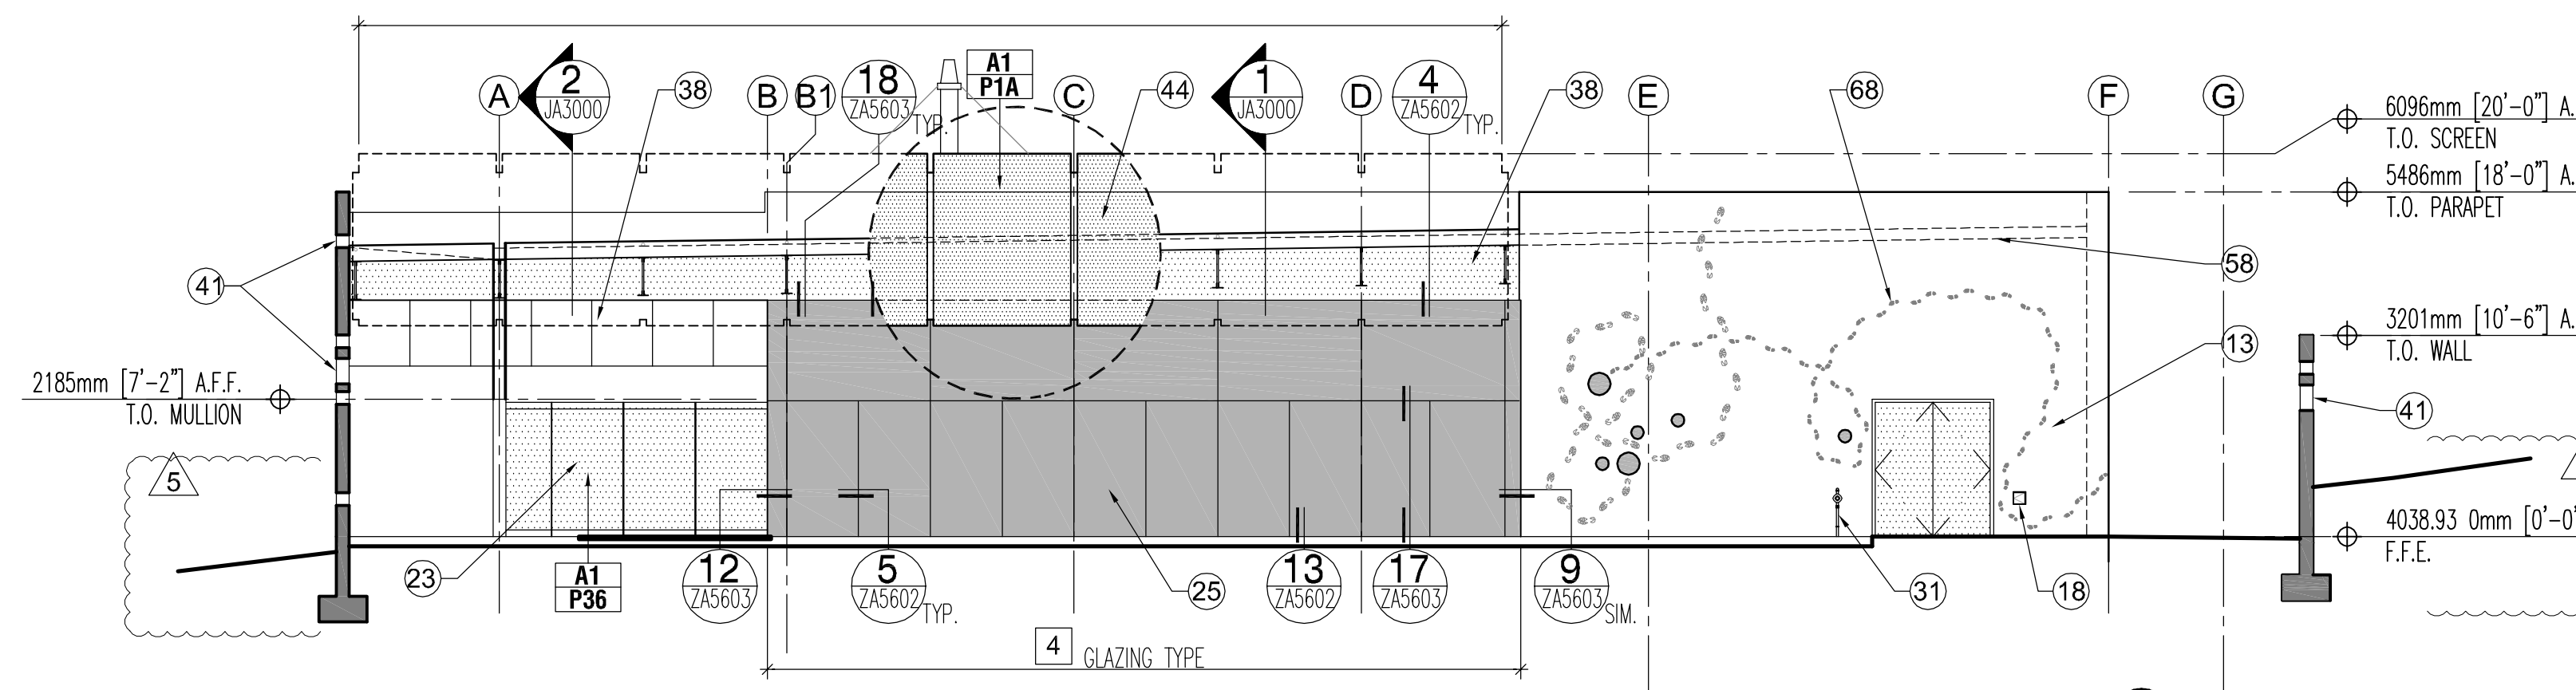 A
2
JA3000
38
B
B1
18
ZA5603
TYP.
A1
P1A
C
44
1
JA3000
D
4
ZA5602
TYP.
38
E
68
F
G
6096mm [20'-0"] A.
T.O. SCREEN
5486mm [18'-0"] A.
T.O. PARAPET
58
41
3201mm [10'-6"] A.
T.O. WALL
13
2185mm [7'-2"] A.F.F.
T.O. MULLION
41
5
4038.93 0mm [0'-0"
F.F.E.
23
A1
P36
12
ZA5603
5
ZA5602
TYP.
25
13
ZA5602
17
ZA5603
9
ZA5603
SIM.
31
18
4 GLAZING TYPE